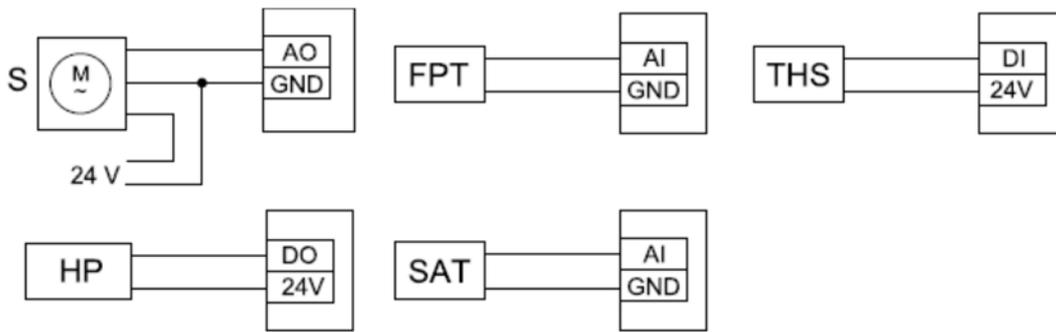 S
M
~
24 V
AO
GND
FPT
AI
GND
THS
DI
24V
HP
DO
24V
SAT
AI
GND